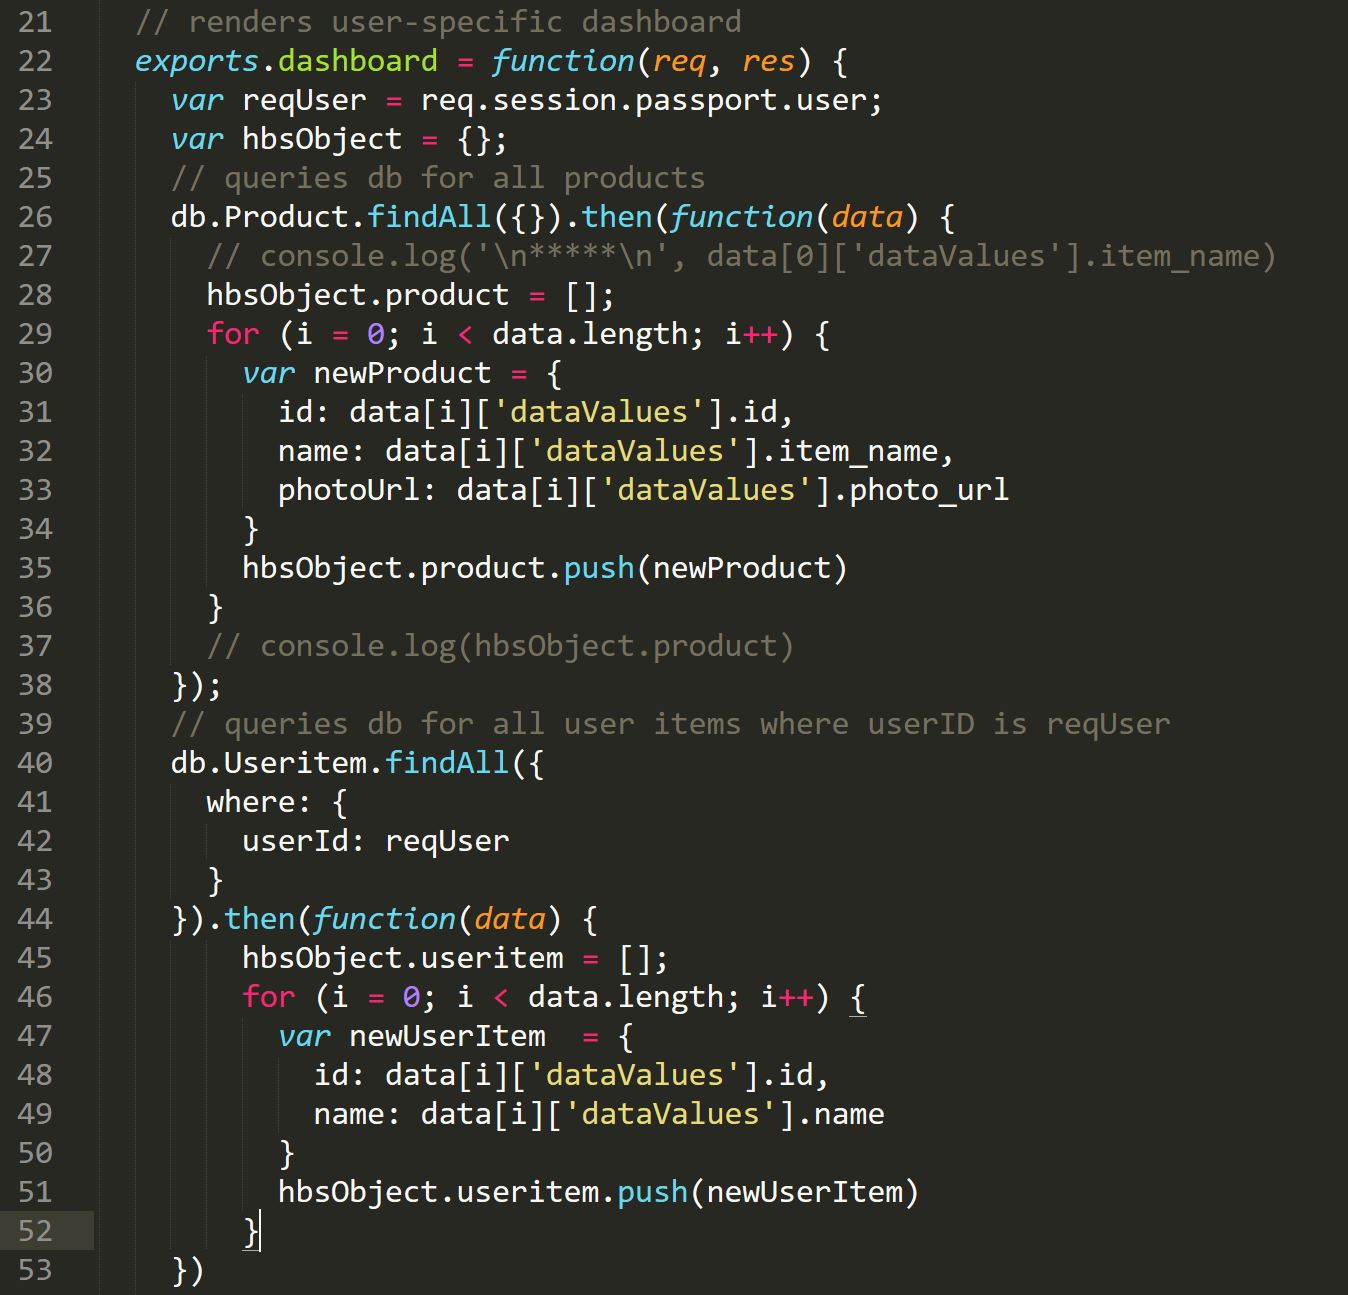 21 // renders user-specific dashboard
22 exports.dashboard = function(req, res) {
23   var reqUser = req.session.passport.user;
24   var hbsObject = {};
25   // queries db for all products
26   db.Product.findAll({}).then(function(data) {
27     // console.log('\n*****\n', data[0]['dataValues'].item_name)
28     hbsObject.product = [];
29     for (i = 0; i < data.length; i++) {
30       var newProduct = {
31         id: data[i]['dataValues'].id,
32         name: data[i]['dataValues'].item_name,
33         photoUrl: data[i]['dataValues'].photo_url
34       }
35       hbsObject.product.push(newProduct)
36     }
37     // console.log(hbsObject.product)
38   });
39   // queries db for all user items where userID is reqUser
40   db.Useritem.findAll({
41     where: {
42       userId: reqUser
43     }
44   }).then(function(data) {
45       hbsObject.useritem = [];
46       for (i = 0; i < data.length; i++) {
47         var newUserItem  = {
48           id: data[i]['dataValues'].id,
49           name: data[i]['dataValues'].name
50         }
51         hbsObject.useritem.push(newUserItem)
52       }
53   })